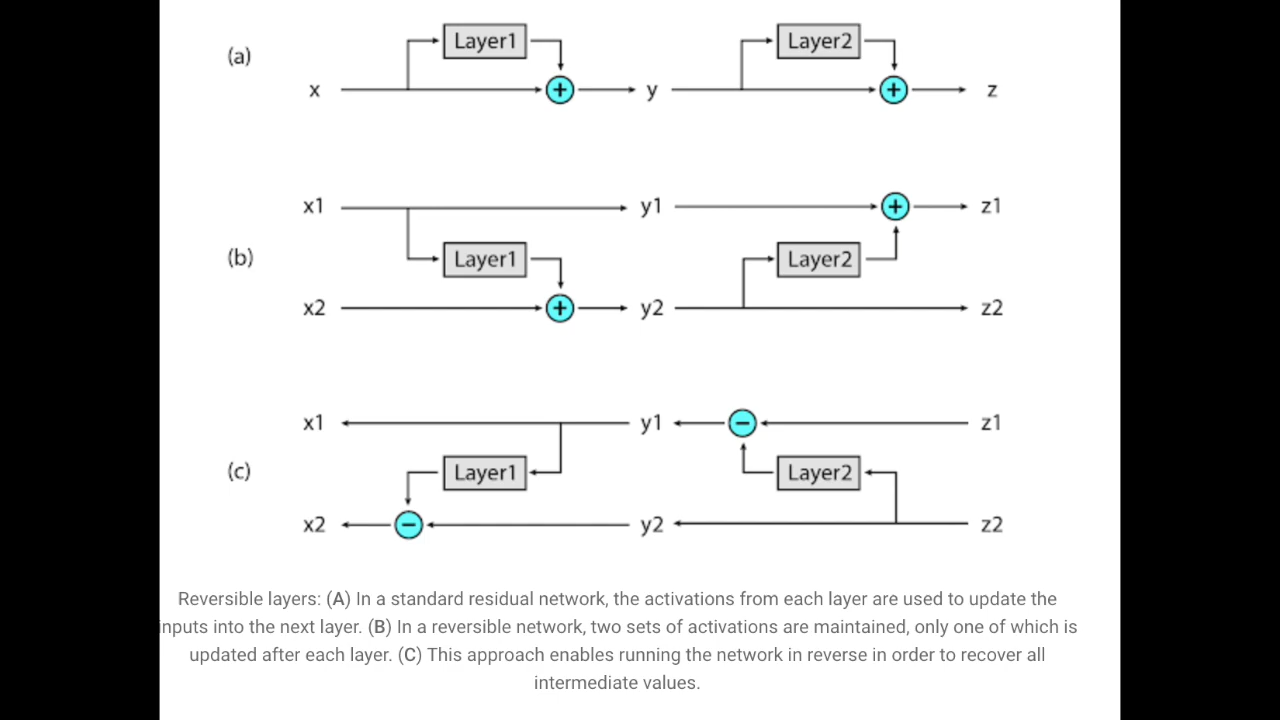 (a)
Layer1
Layer2
x + y + z
x1 y1 + z1
(b)
Layer1
Layer2
x2 + y2 z2
x1 y1 − z1
(c)
Layer1
Layer2
x2 − y2 z2
Reversible layers: (A) In a standard residual network, the activations from each layer are used to update the
inputs into the next layer. (B) In a reversible network, two sets of activations are maintained, only one of which is
updated after each layer. (C) This approach enables running the network in reverse in order to recover all
intermediate values.